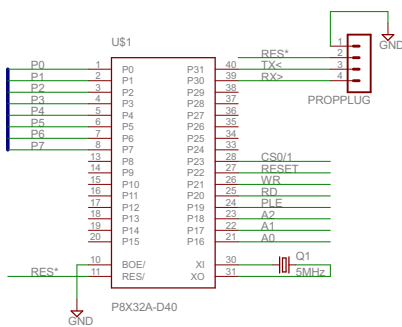 U$1
GND
1
RES* 2
TX< 3
RX> 4
PROPPLUG
P0 1 P0 P31 40
P1 2 P1 P30 39
P2 3 P2 P29 38
P3 4 P3 P28 37
P4 5 P4 P27 36
P5 6 P5 P26 35
P6 7 P6 P25 34
P7 8 P7 P24 33
13 P8 P23 28 CS0/1
14 P9 P22 27 RESET
15 P10 P21 26 WR
16 P11 P20 25 RD
17 P12 P19 24 PLE
18 P13 P18 23 A2
19 P14 P17 22 A1
20 P15 P16 21 A0
10 BOE/ XI 30 Q1
RES* 11 RES/ XO 31 5MHz
P8X32A-D40
GND